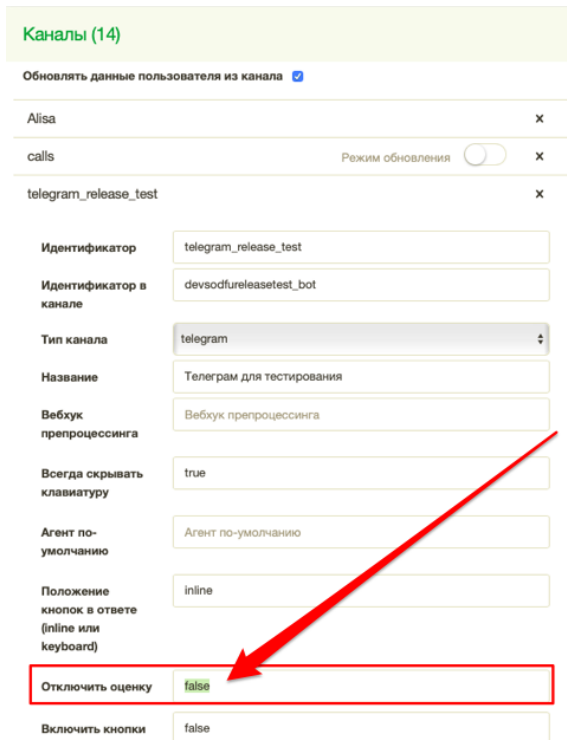 Каналы (14)
Обновлять данные пользователя из канала
Alisa
calls Режим обновления
telegram_release_test
Идентификатор telegram_release_test
Идентификатор в devsodfureleasetest_bot
канале
Тип канала telegram
Название Телеграм для тестирования
Вебхук Вебхук препроцессинга
препроцессинга
Всегда скрывать true
клавиатуру
Агент по- Агент по-умолчанию
умолчанию
Положение inline
кнопок в ответе
(inline или
keyboard)
Отключить оценку false
Включить кнопки false